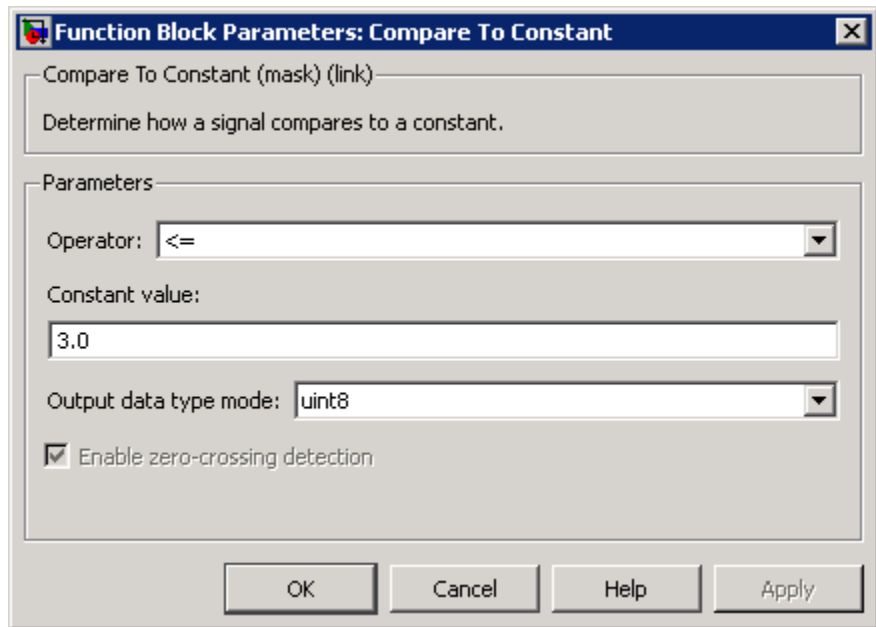 Function Block Parameters: Compare To Constant
Compare To Constant (mask) (link)
Determine how a signal compares to a constant.
Parameters
Operator: <=
Constant value:
3.0
Output data type mode: uint8
Enable zero-crossing detection
OK Cancel Help Apply